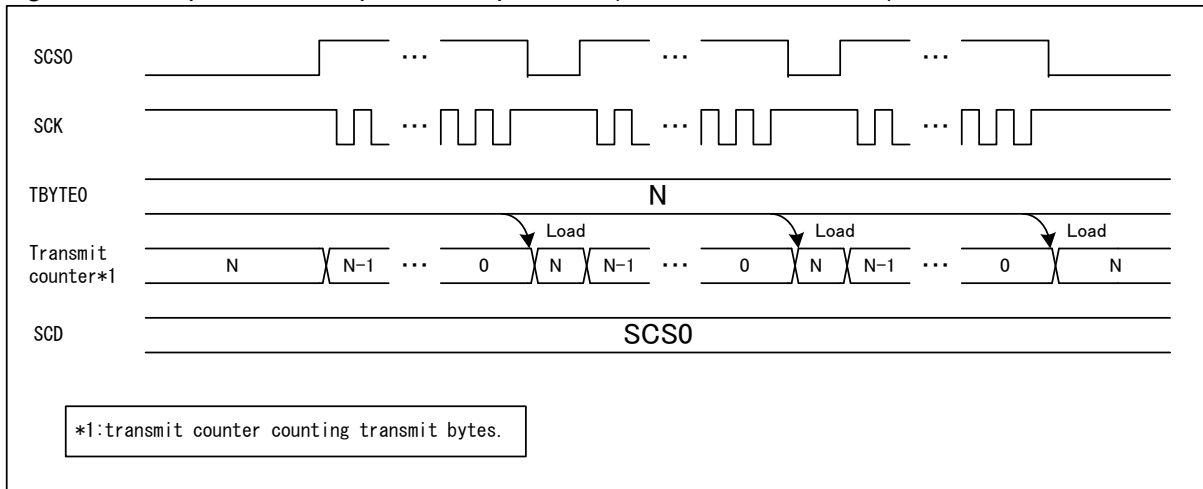 SCS0
... ... ...
SCK
... ... ...
TBYTE0 N
Load Load Load
Transmit
counter*1
N N-1 ... 0 N N-1 ... 0 N N-1 ... 0 N
SCD SCS0
*1:transmit counter counting transmit bytes.